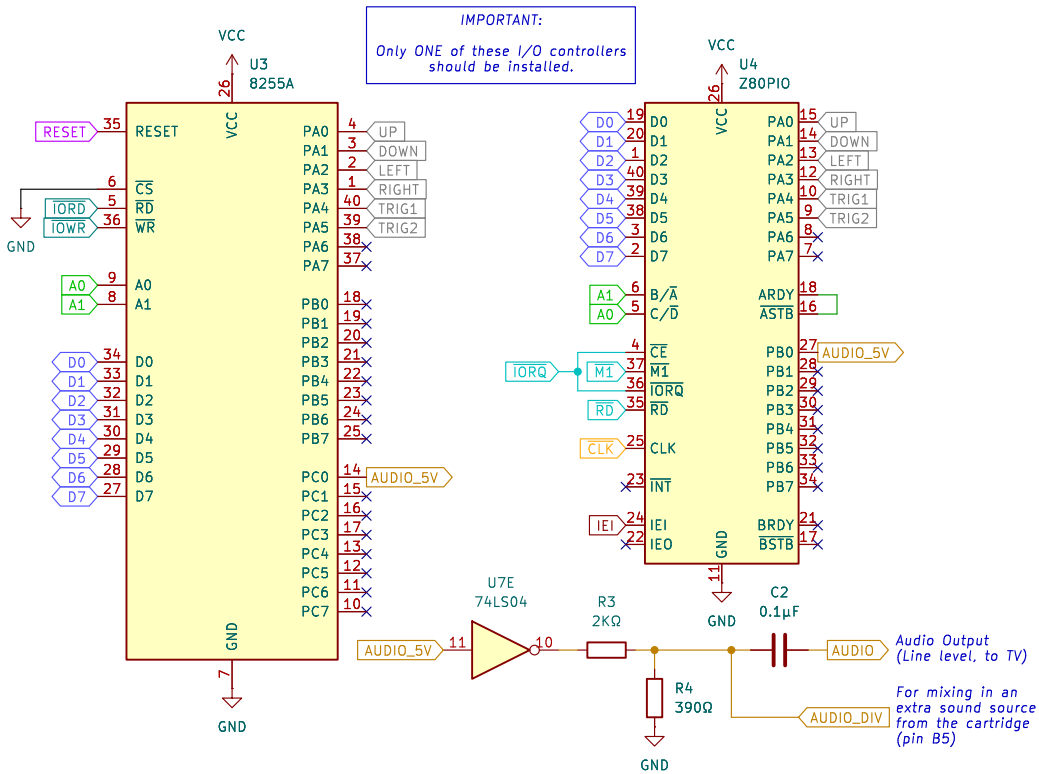 IMPORTANT:
Only ONE of these I/O controllers
should be installed.
VCC
26
U3
8255A
VCC
RESET 35 RESET
6 CS
GND
IORD 5 RD
IOWR 36 WR
A0 9 A0
A1 8 A1
D0 34 D0
D1 33 D1
D2 32 D2
D3 31 D3
D4 30 D4
D5 29 D5
D6 28 D6
D7 27 D7
PA0 4 UP
PA1 3 DOWN
PA2 2 LEFT
PA3 1 RIGHT
PA4 40 TRIG1
PA5 39 TRIG2
PA6 38
PA7 37
PB0 18
PB1 19
PB2 20
PB3 21
PB4 22
PB5 23
PB6 24
PB7 25
PC0 14 AUDIO_5V
PC1 15
PC2 16
PC3 17
PC4 13
PC5 12
PC6 11
PC7 10
GND
7
GND
VCC
26
U4
Z80PIO
VCC
D0 19 D0
D1 20 D1
D2 1 D2
D3 40 D3
D4 39 D4
D5 38 D5
D6 3 D6
D7 2 D7
A1 6 B/A
A0 5 C/D
4 CE
IORQ
M1 37 M1
36 IORQ
RD 35 RD
CLK 25 CLK
23 INT
IEI 24 IEI
22 IEO
PA0 15 UP
PA1 14 DOWN
PA2 13 LEFT
PA3 12 RIGHT
PA4 10 TRIG1
PA5 9 TRIG2
PA6 8
PA7 7
ARDY 18
ASTB 16
PB0 27 AUDIO_5V
PB1 28
PB2 29
PB3 30
PB4 31
PB5 32
PB6 33
PB7 34
BRDY 21
BSTB 17
GND
11
GND
U7E
74LS04
AUDIO_5V 11 10
R3
2KΩ
R4
390Ω
GND
C2
0.1µF
AUDIO
Audio Output
(Line level, to TV)
AUDIO_DIV
For mixing in an
extra sound source
from the cartridge
(pin B5)